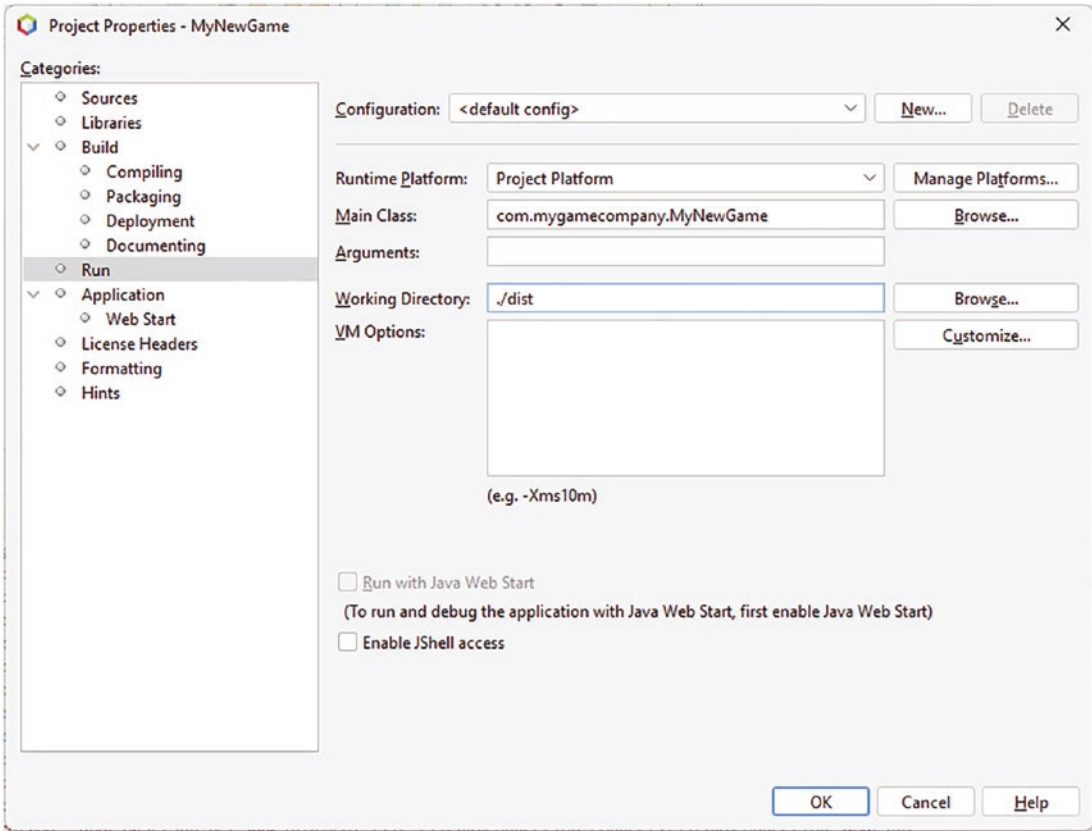 Project Properties - MyNewGame
Categories:
Sources
Libraries
Build
Compiling
Packaging
Deployment
Documenting
Run
Application
Web Start
License Headers
Formatting
Hints
Configuration: <default config> New... Delete
Runtime Platform: Project Platform Manage Platforms...
Main Class: com.mygamecompany.MyNewGame Browse...
Arguments:
Working Directory: ./dist Browse...
VM Options: Customize...
(e.g. -Xms10m)
Run with Java Web Start
(To run and debug the application with Java Web Start, first enable Java Web Start)
Enable JShell access
OK Cancel Help